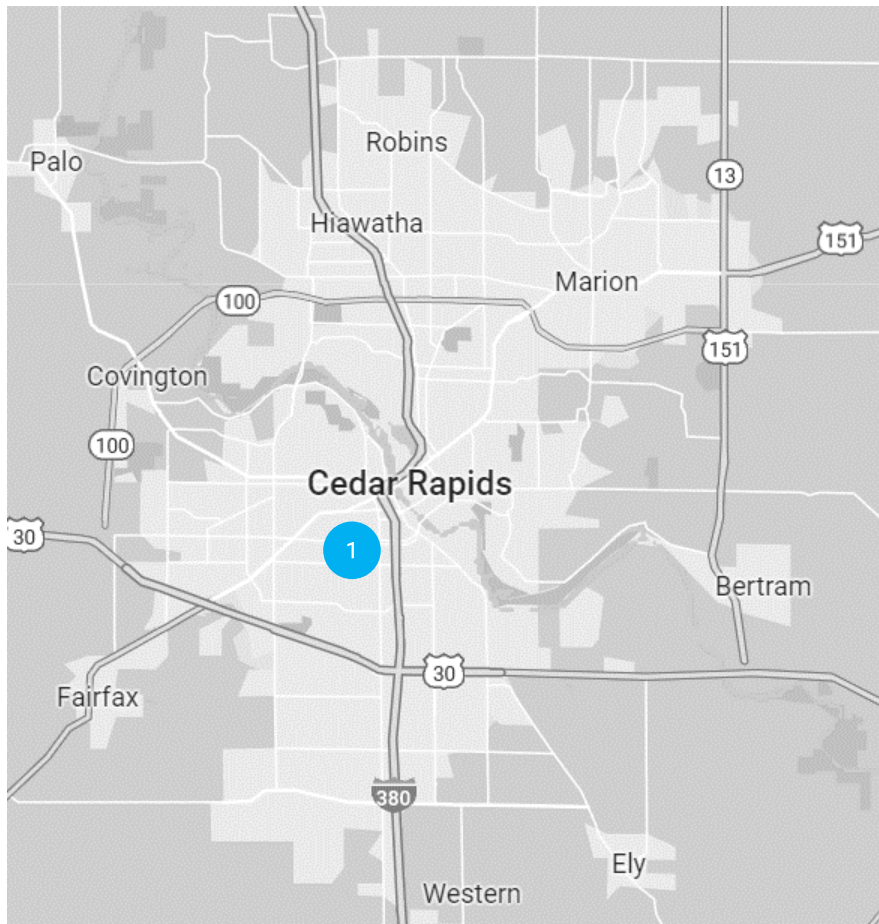 Robins
Palo
13
Hiawatha
151
Marion
100
151
Covington
100
Cedar Rapids
30
1
Bertram
30
Fairfax
380
Ely
Western